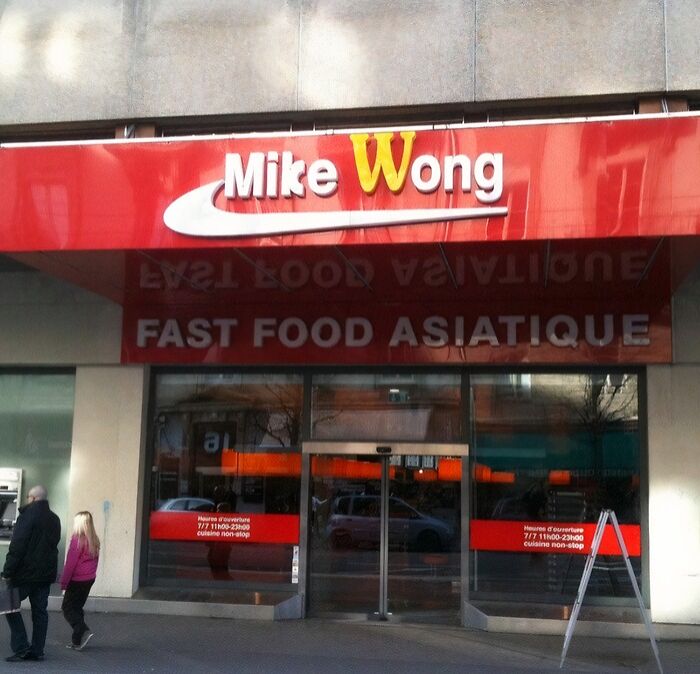 Mike Wong
FAST FOOD ASIATIQUE
Heures d'ouverture
7/7 11h00-23h00
cuisine non-stop
Heures d'ouverture
7/7 11h00-23h00
cuisine non-stop